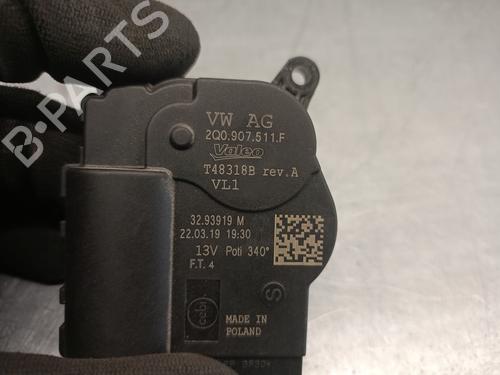 B-PARTS
VW AG
2Q0.907.511.F
Valeo
T48318B rev.A
VL1
32.93919 M
22.03.19 19:30
13V Poti 340°
F.T. 4
S
cebi
MADE IN
POLAND